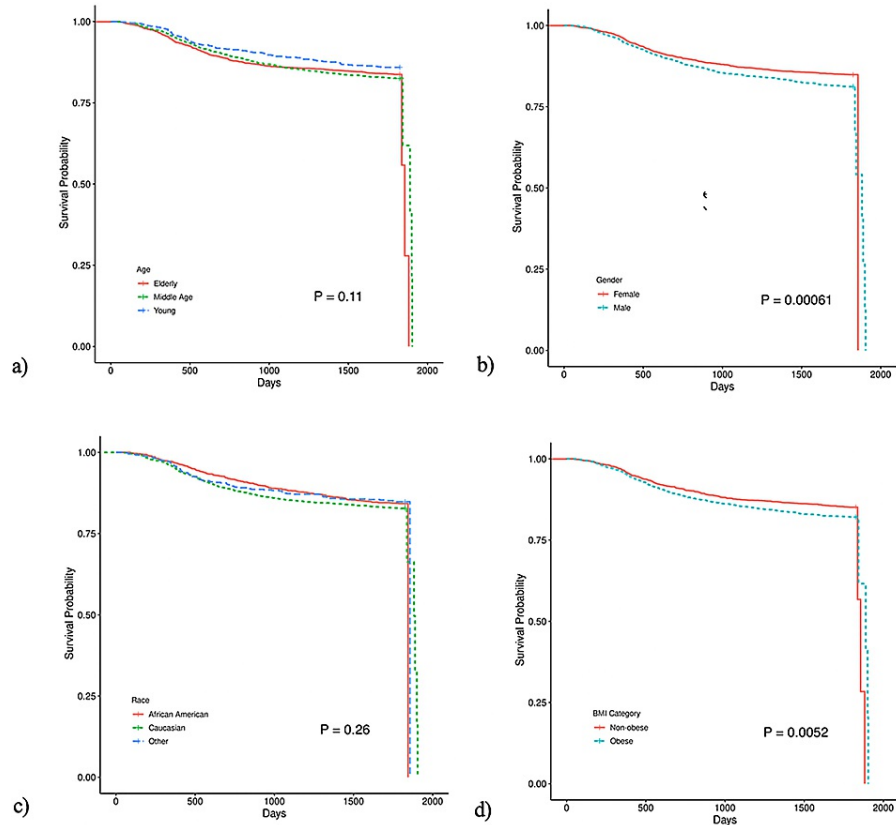 1.00
0.75
Survival Probability
0.50
0.25
0.00
Age
Elderly
Middle Age
Young
P = 0.11
0 500 1000 1500 2000
Days
a)
1.00
0.75
Survival Probability
0.50
0.25
0.00
Gender
Female
Male
P = 0.00061
0 500 1000 1500 2000
Days
b)
1.00
0.75
Survival Probability
0.50
0.25
0.00
Race
African American
Caucasian
Other
P = 0.26
0 500 1000 1500 2000
Days
c)
1.00
0.75
Survival Probability
0.50
0.25
0.00
BMI Category
Non-obese
Obese
P = 0.0052
0 500 1000 1500 2000
Days
d)